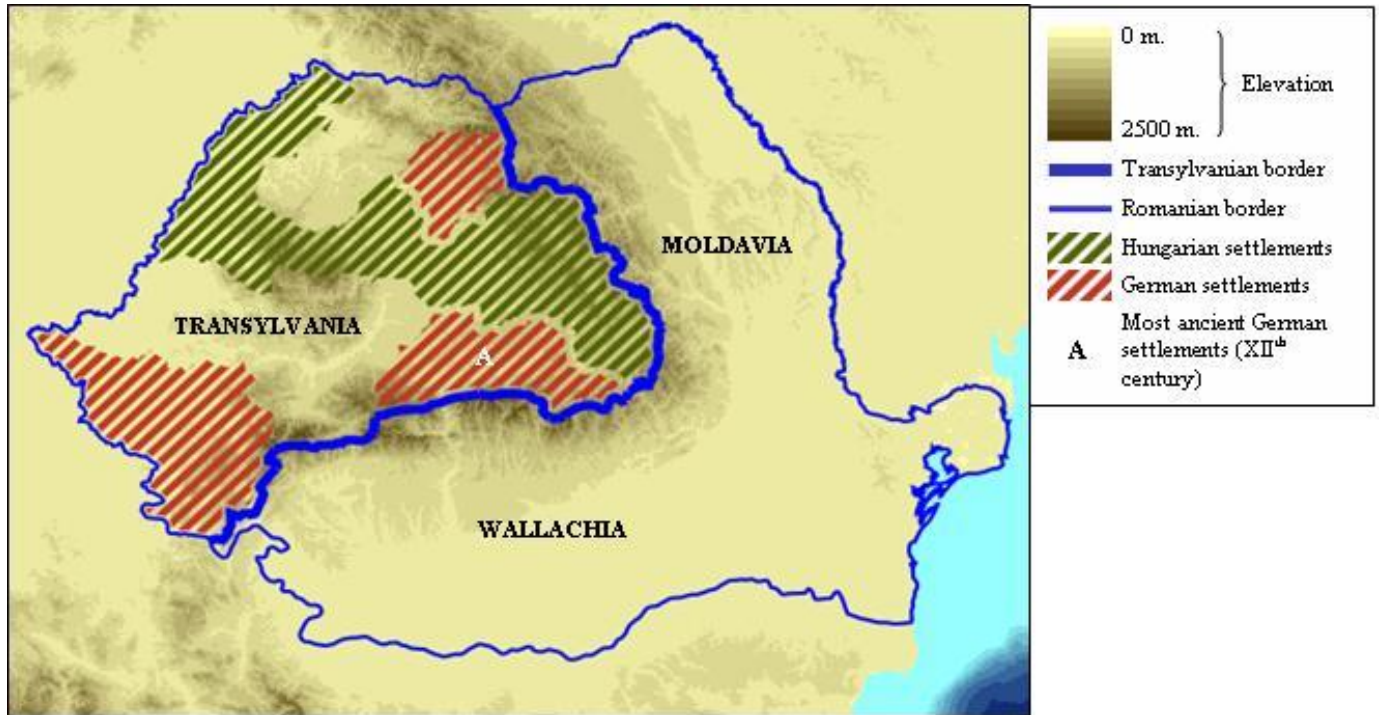 MOLDAVIA
TRANSYLVANIA
A
WALLACHIA
0 m.
2500 m.
Elevation
Transylvanian border
Romanian border
Hungarian settlements
German settlements
A
Most ancient German
settlements (XIIth
century)